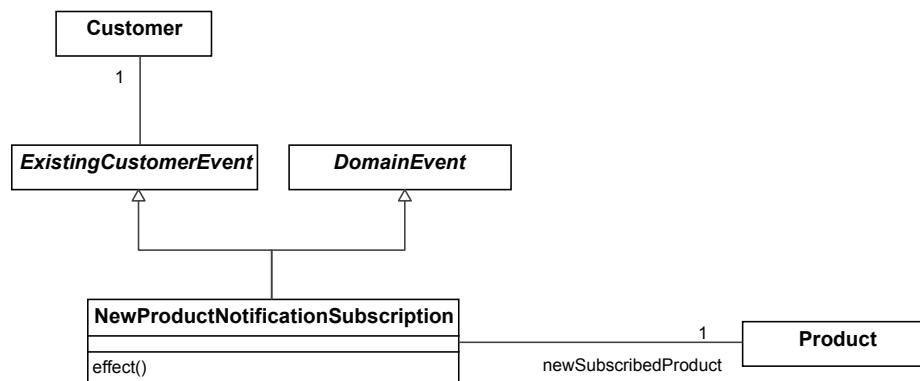 Customer
1
ExistingCustomerEvent
DomainEvent
NewProductNotificationSubscription
effect()
1
newSubscribedProduct
Product